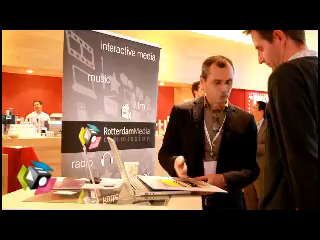 interactive media
music
film
RotterdamMedia
commission
radio